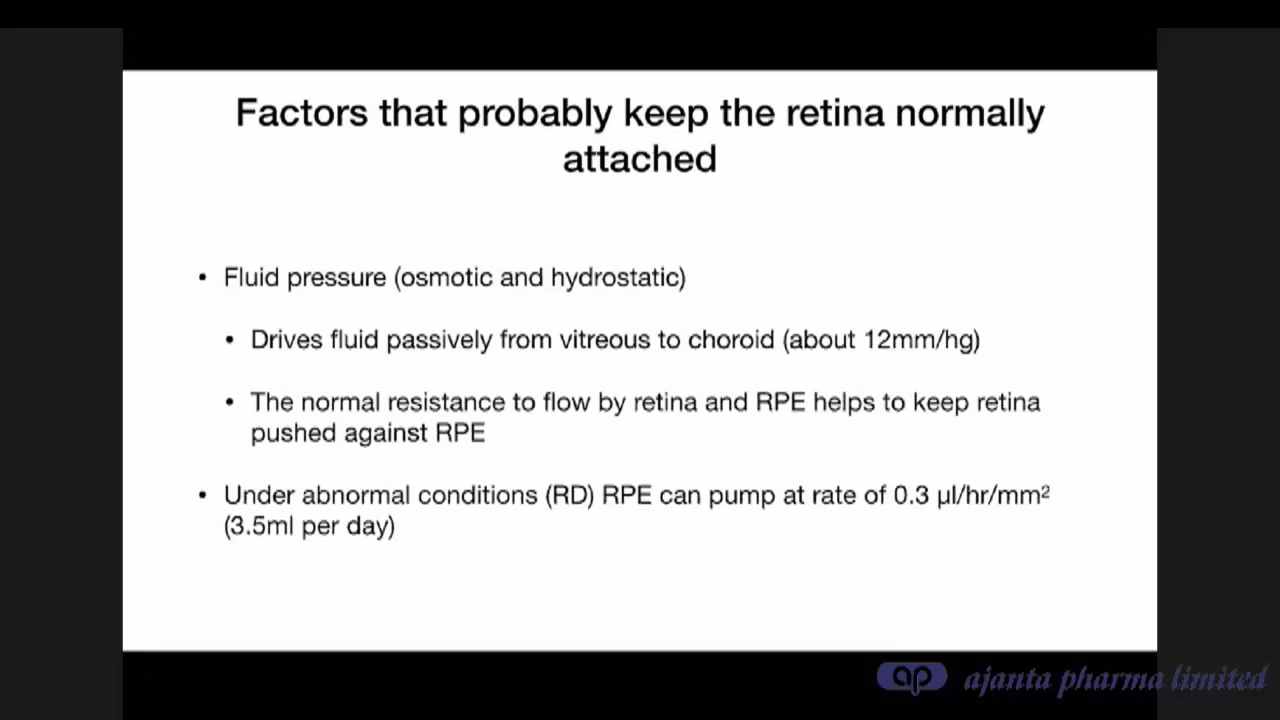 Factors that probably keep the retina normally
attached
• Fluid pressure (osmotic and hydrostatic)
• Drives fluid passively from vitreous to choroid (about 12mm/hg)
• The normal resistance to flow by retina and RPE helps to keep retina
pushed against RPE
• Under abnormal conditions (RD) RPE can pump at rate of 0.3 µl/hr/mm²
(3.5ml per day)
ap ajanta pharma limited